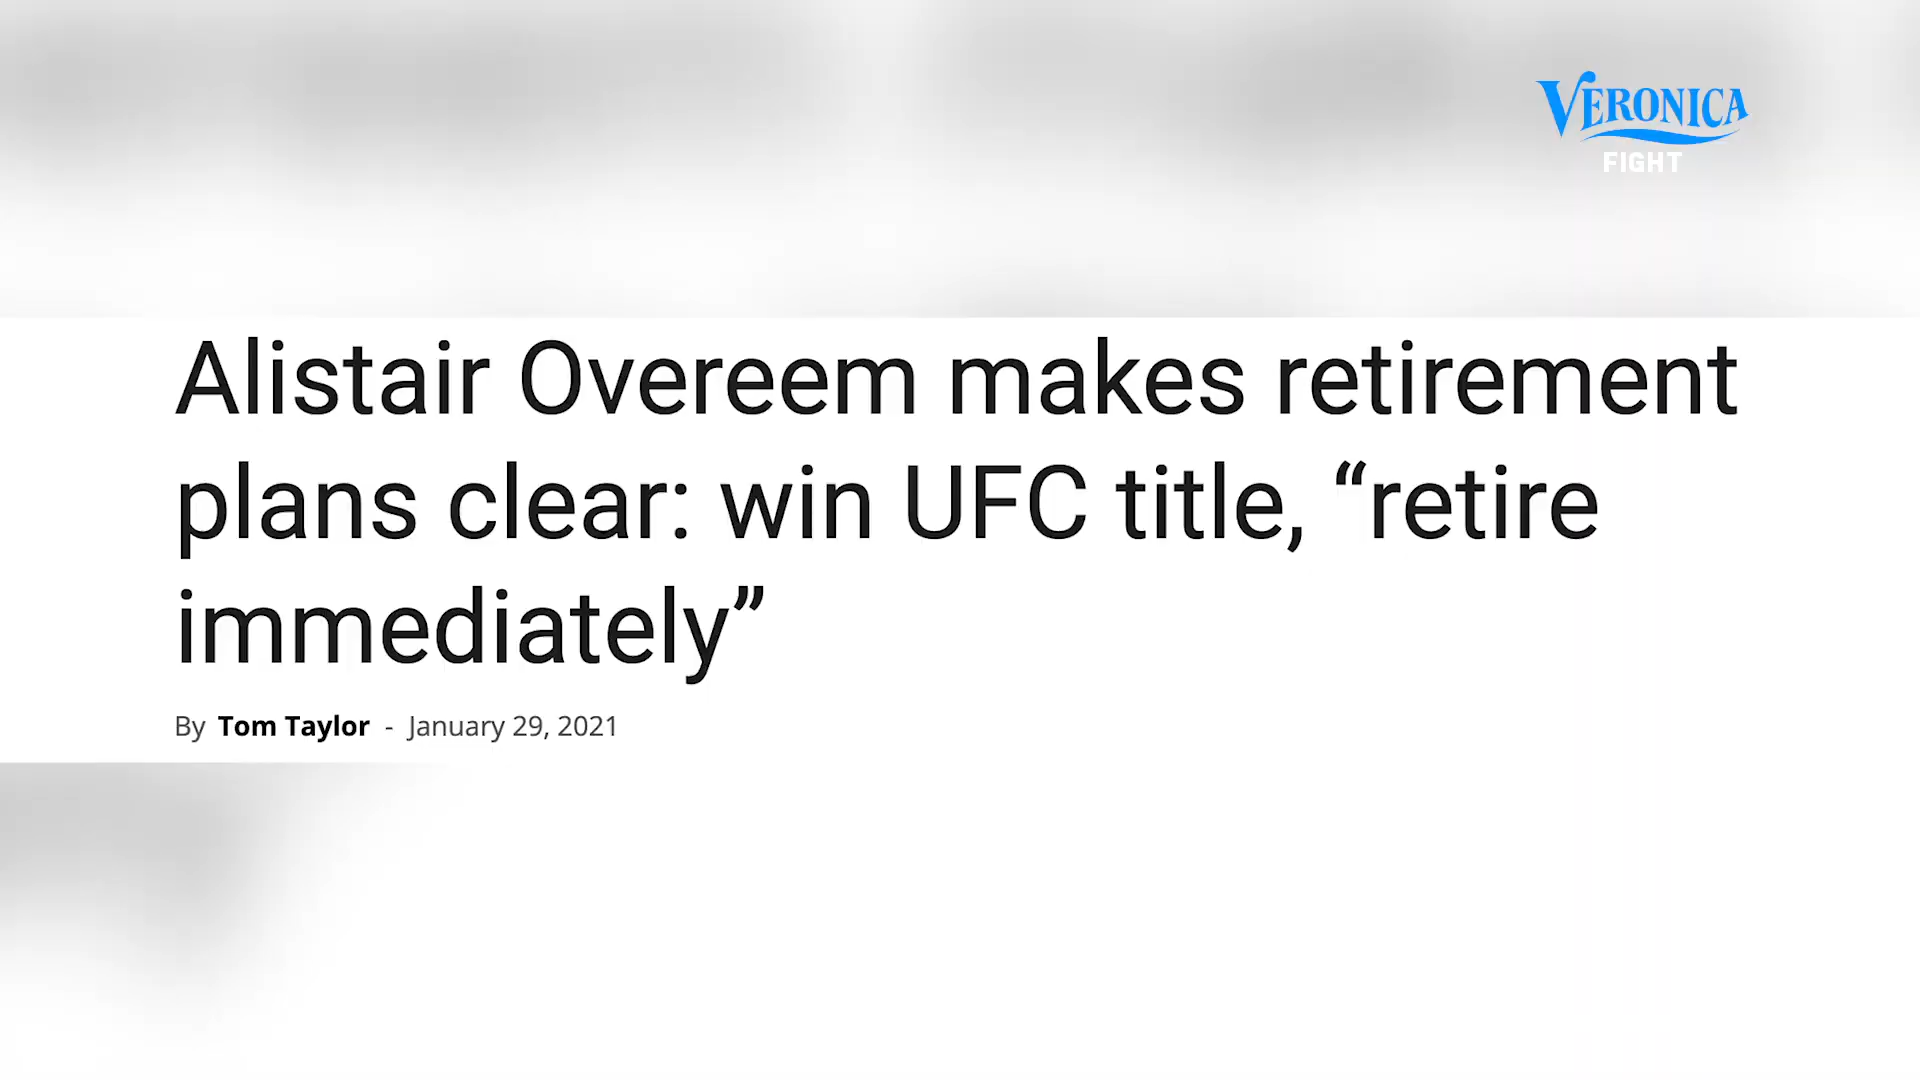 VERONICA
FIGHT
Alistair Overeem makes retirement
plans clear: win UFC title, “retire
immediately”
By Tom Taylor - January 29, 2021